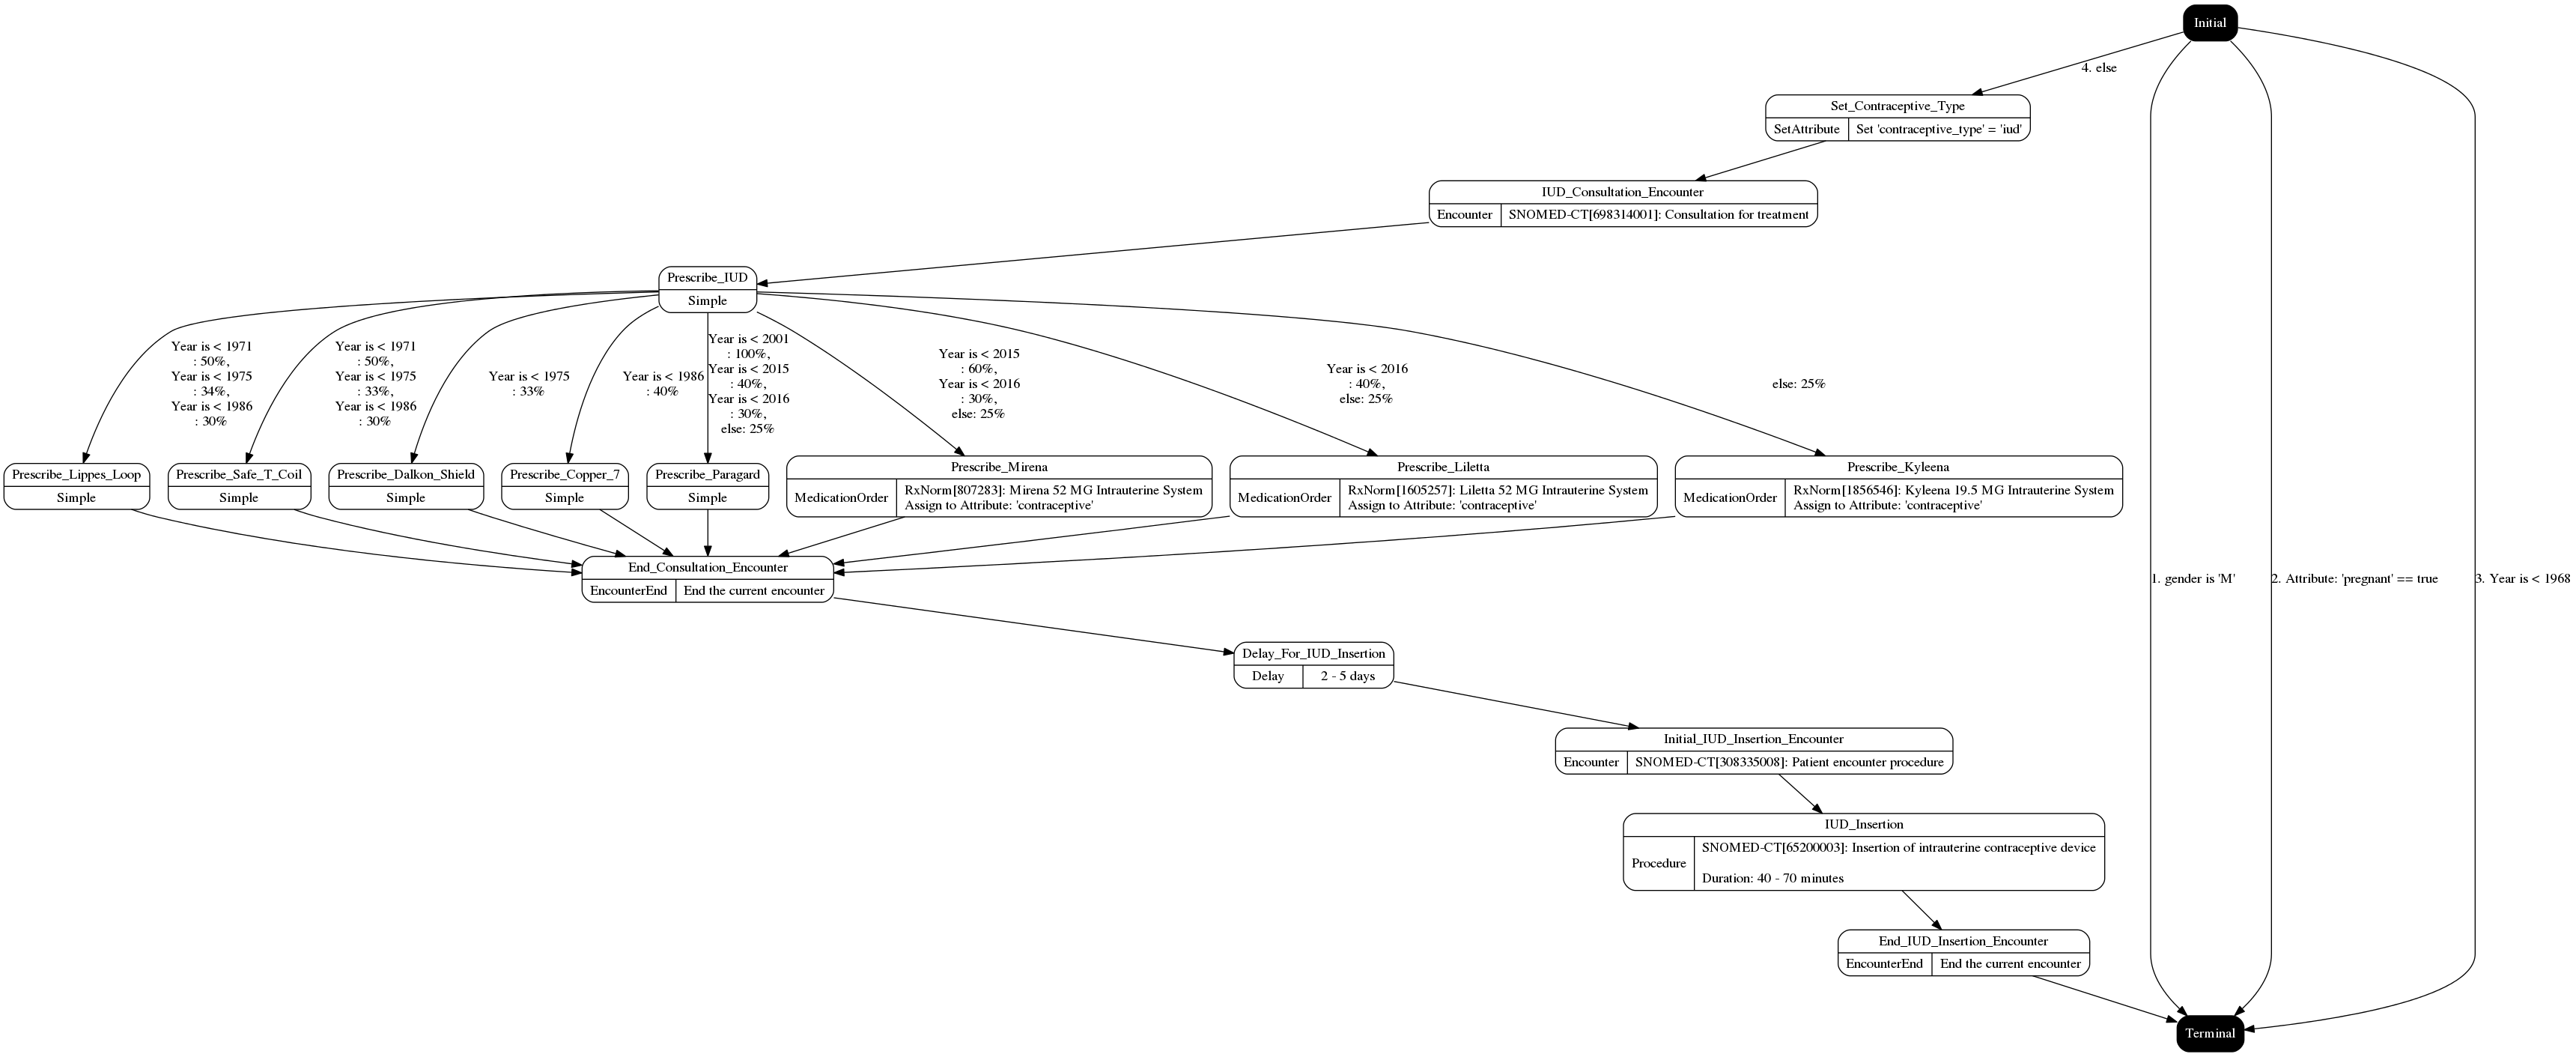 Initial
4. else
Set_Contraceptive_Type
SetAttribute
Set 'contraceptive_type' = 'iud'
IUD_Consultation_Encounter
Encounter
SNOMED-CT[698314001]: Consultation for treatment
Prescribe_IUD
Simple
Year is < 1971
: 50%,
Year is < 1975
: 34%,
Year is < 1986
: 30%
Year is < 1971
: 50%,
Year is < 1975
: 33%,
Year is < 1986
: 30%
Year is < 1975
: 33%
Year is < 1986
: 40%
Year is < 2001
: 100%,
Year is < 2015
: 40%,
Year is < 2016
: 30%,
else: 25%
Year is < 2015
: 60%,
Year is < 2016
: 30%,
else: 25%
Year is < 2016
: 40%,
else: 25%
else: 25%
Prescribe_Lippes_Loop
Simple
Prescribe_Safe_T_Coil
Simple
Prescribe_Dalkon_Shield
Simple
Prescribe_Copper_7
Simple
Prescribe_Paragard
Simple
Prescribe_Mirena
MedicationOrder
RxNorm[807283]: Mirena 52 MG Intrauterine System
Assign to Attribute: 'contraceptive'
Prescribe_Liletta
MedicationOrder
RxNorm[1605257]: Liletta 52 MG Intrauterine System
Assign to Attribute: 'contraceptive'
Prescribe_Kyleena
MedicationOrder
RxNorm[1856546]: Kyleena 19.5 MG Intrauterine System
Assign to Attribute: 'contraceptive'
End_Consultation_Encounter
EncounterEnd
End the current encounter
1. gender is 'M'
2. Attribute: 'pregnant' == true
3. Year is < 1968
Delay_For_IUD_Insertion
Delay
2 - 5 days
Initial_IUD_Insertion_Encounter
Encounter
SNOMED-CT[308335008]: Patient encounter procedure
IUD_Insertion
Procedure
SNOMED-CT[65200003]: Insertion of intrauterine contraceptive device
Duration: 40 - 70 minutes
End_IUD_Insertion_Encounter
EncounterEnd
End the current encounter
Terminal